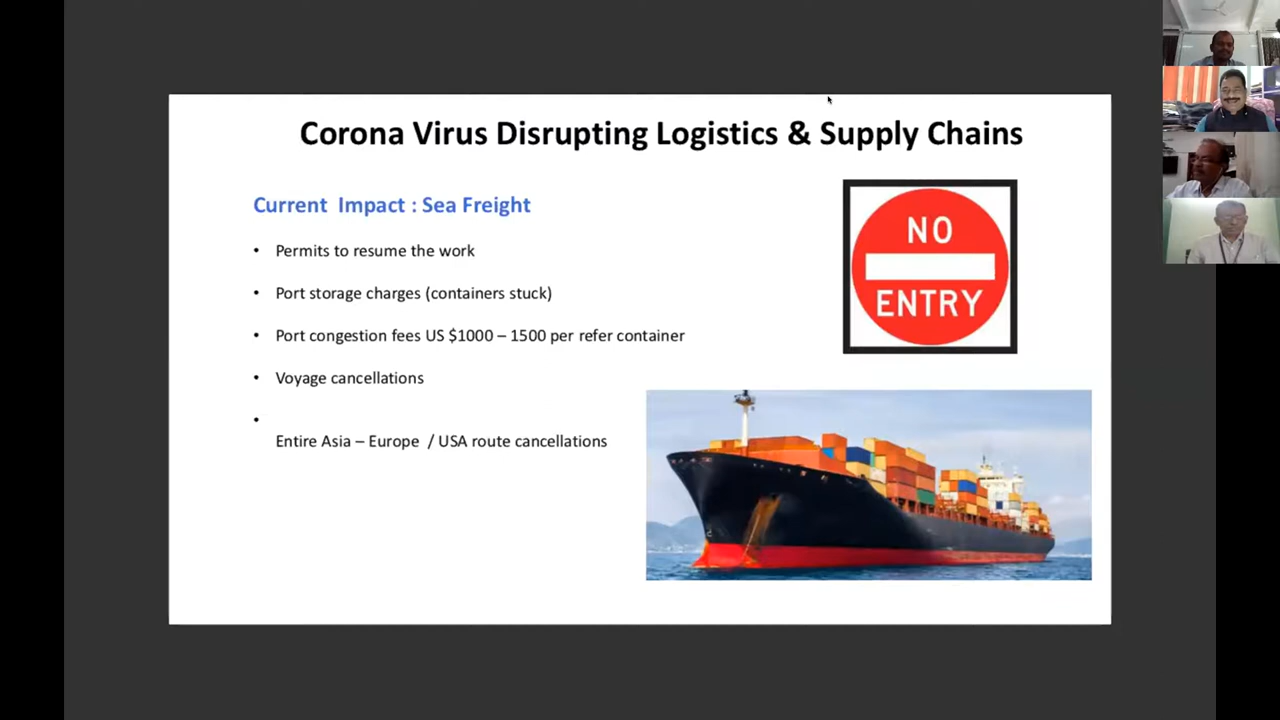 Corona Virus Disrupting Logistics & Supply Chains
Current Impact : Sea Freight
• Permits to resume the work
• Port storage charges (containers stuck)
• Port congestion fees US $1000 – 1500 per refer container
• Voyage cancellations
•
Entire Asia – Europe / USA route cancellations
NO
ENTRY